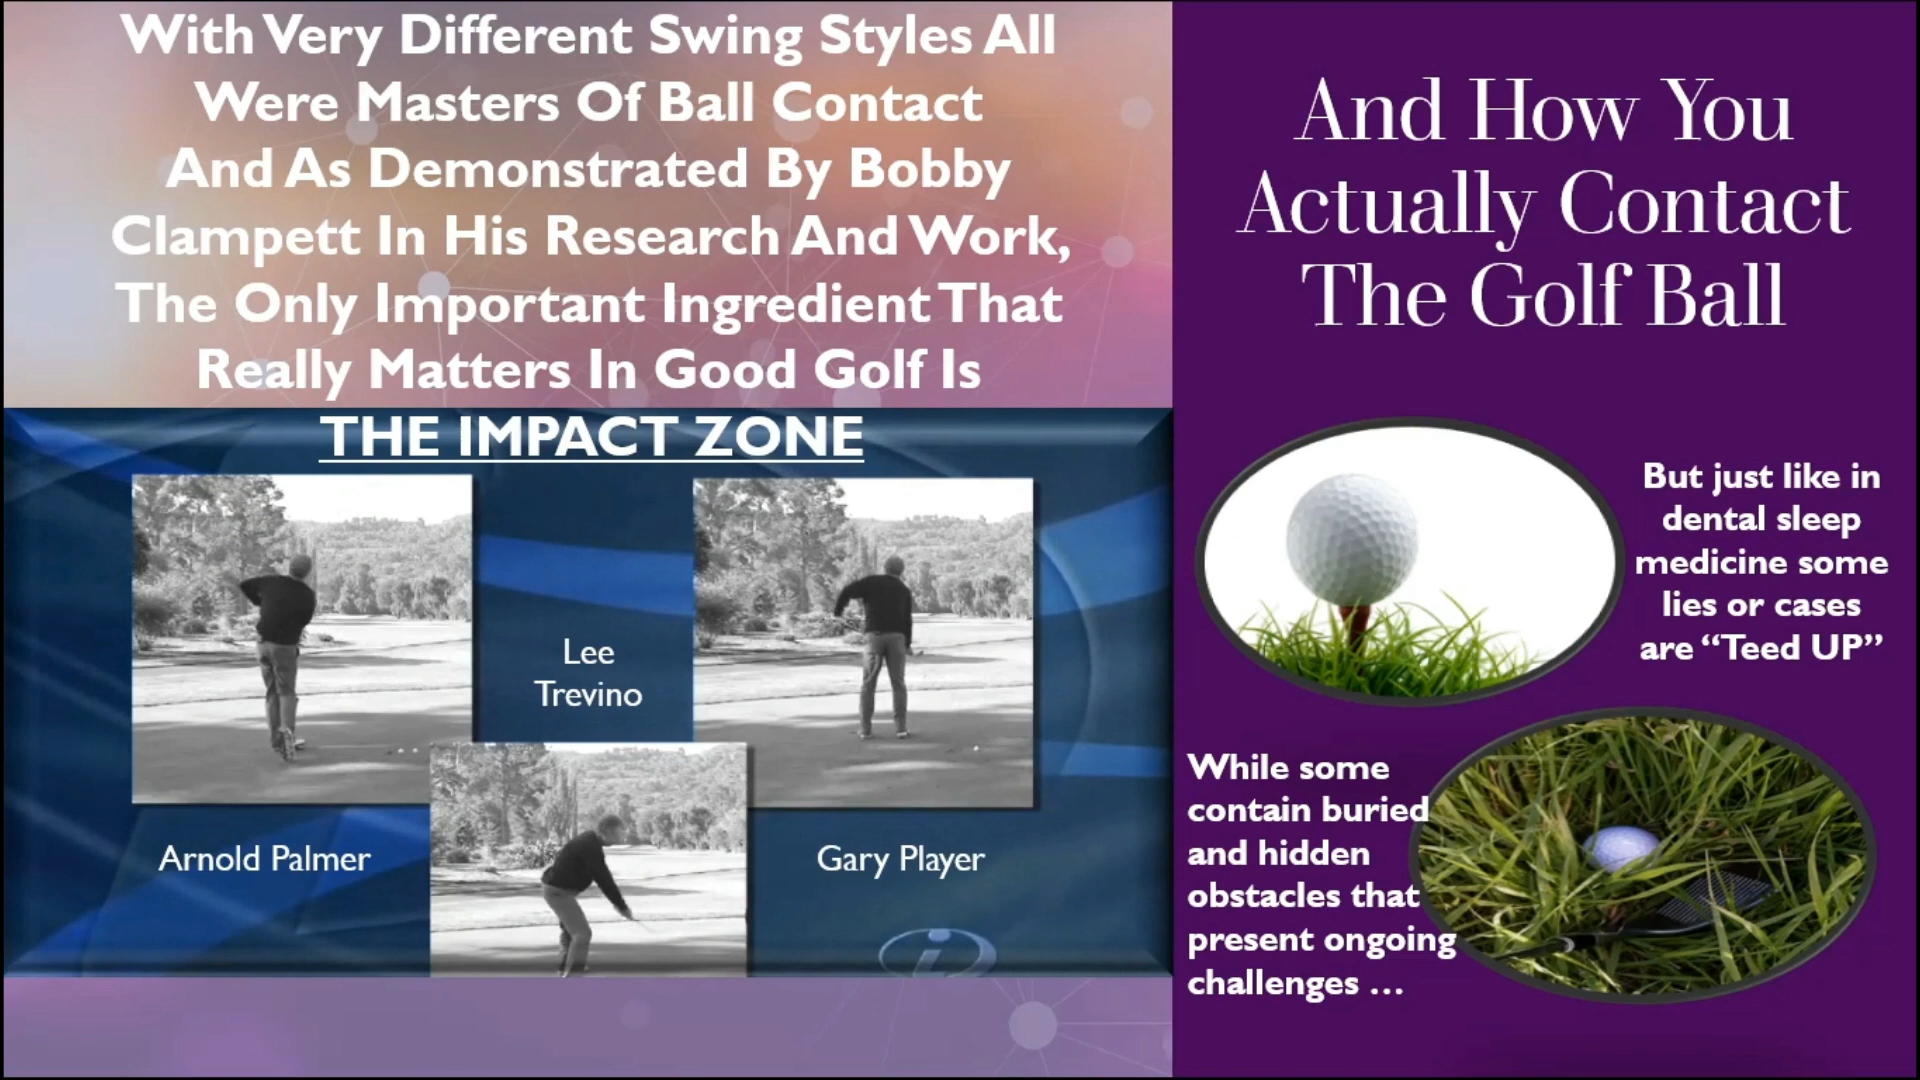 With Very Different Swing Styles All
Were Masters Of Ball Contact
And As Demonstrated By Bobby
Clampett In His Research And Work,
The Only Important Ingredient That
Really Matters In Good Golf Is
THE IMPACT ZONE
Lee
Trevino
Arnold Palmer
Gary Player
And How You
Actually Contact
The Golf Ball
But just like in
dental sleep
medicine some
lies or cases
are “Teed UP”
While some
contain buried
and hidden
obstacles that
present ongoing
challenges …